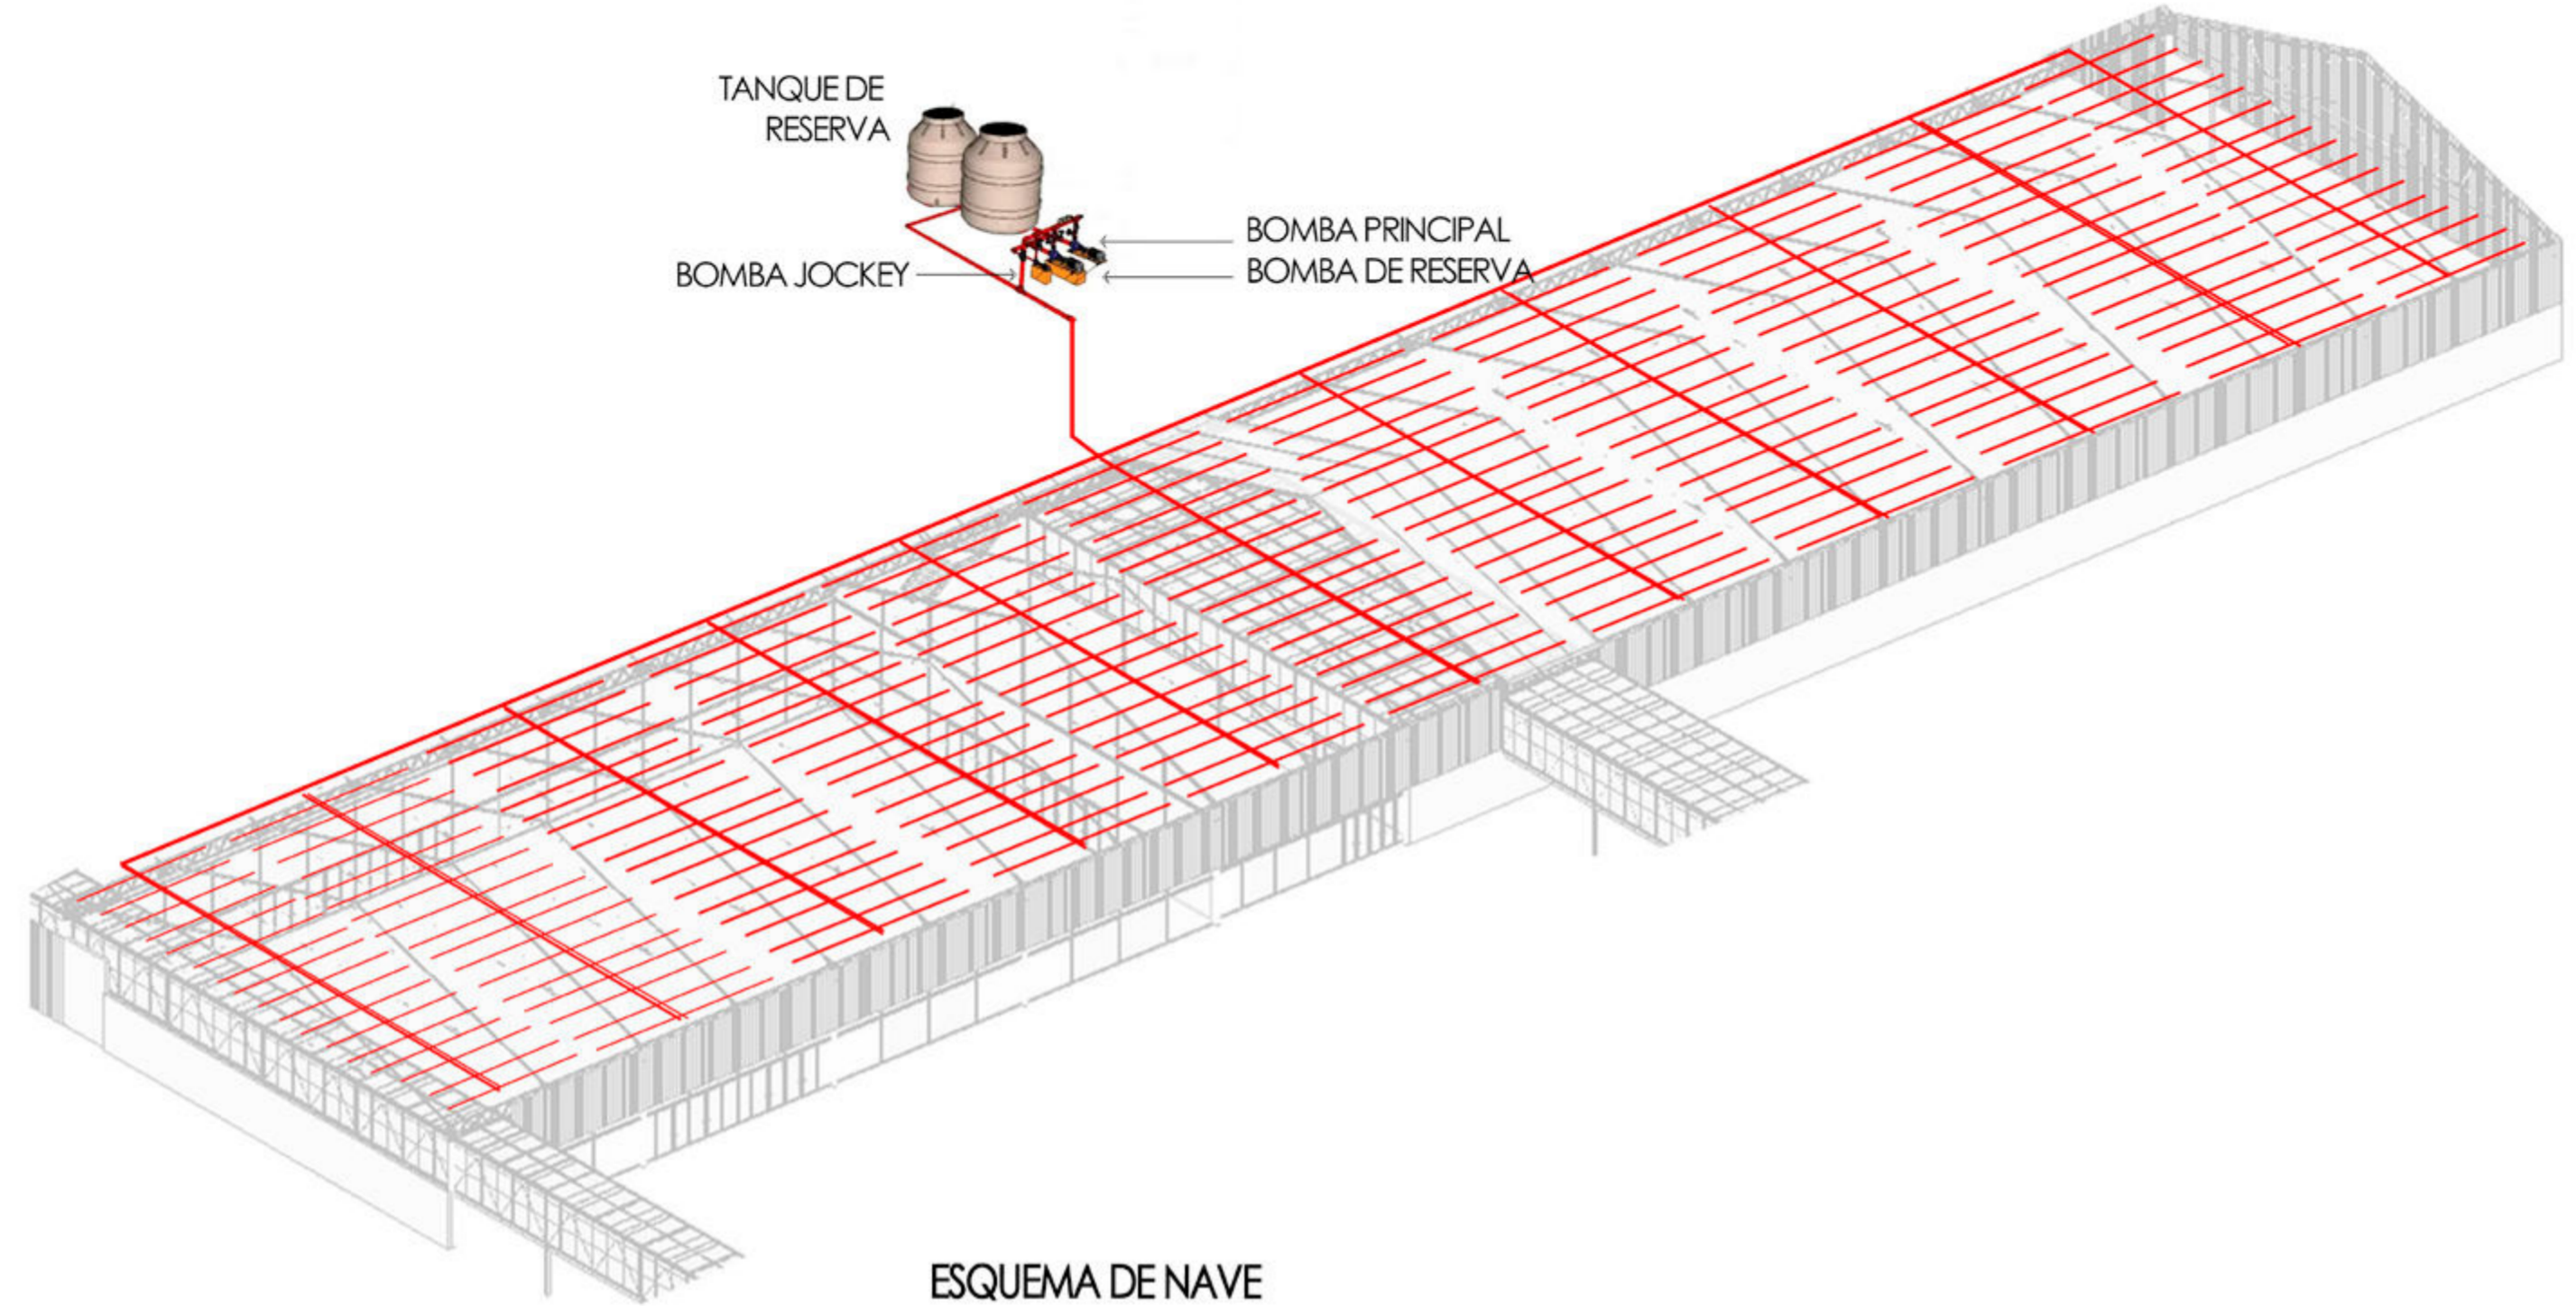 TANQUE DE
RESERVA
BOMBA PRINCIPAL
BOMBA JOCKEY
BOMBA DE RESERVA
ESQUEMA DE NAVE